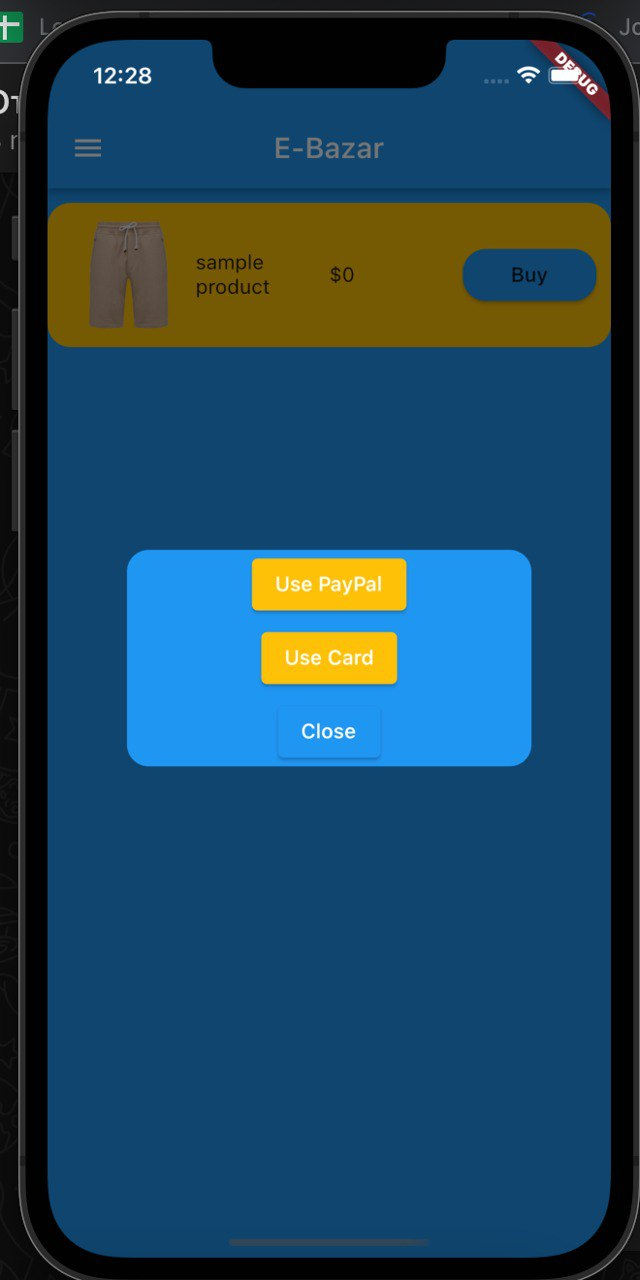 12:28
DEBUG
E-Bazar
sample
product
$0
Buy
Use PayPal
Use Card
Close